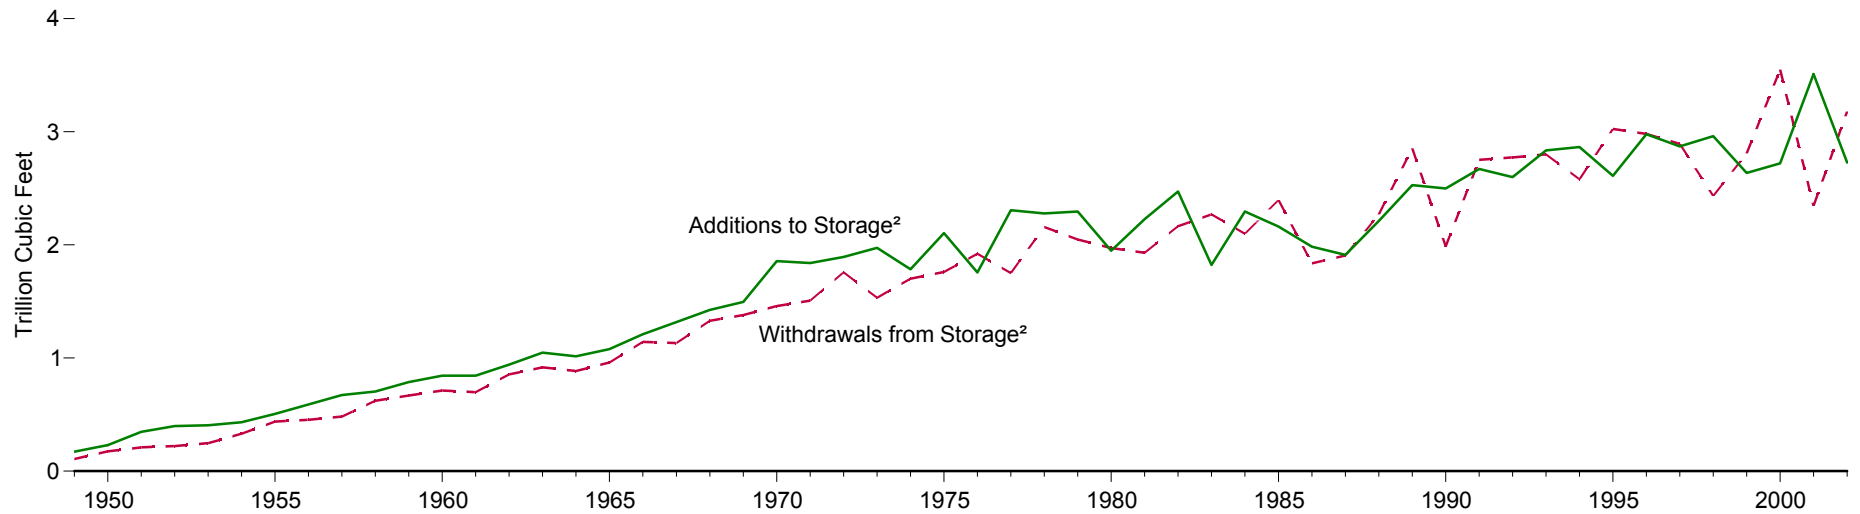 4
3
Trillion Cubic Feet
Additions to Storage²
2
Withdrawals from Storage²
1
0
1950 1955 1960 1965 1970 1975 1980 1985 1990 1995 2000